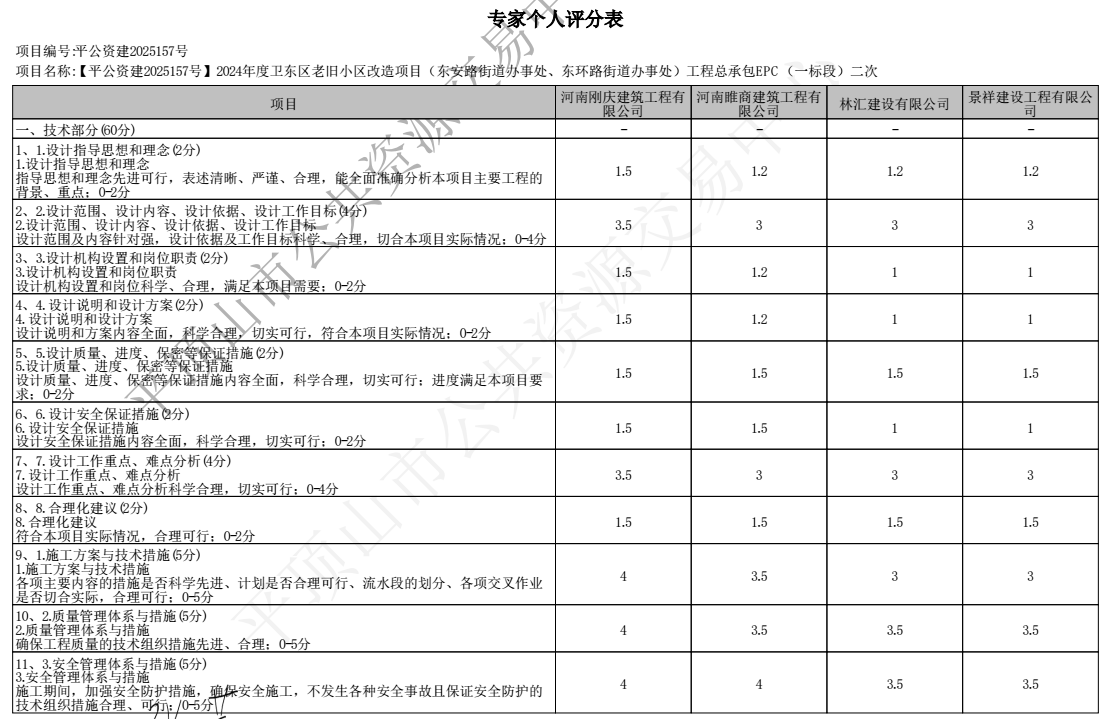 专家个人评分表
项目编号:平公资建2025157号
项目名称:【平公资建2025157号】2024年度卫东区老旧小区改造项目（东安路街道办事处、东环路街道办事处）工程总承包EPC（一标段）二次
项目 河南刚庆建筑工程有限公司 河南睢商建筑工程有限公司 林汇建设有限公司 景祥建设工程有限公司
一、技术部分(60分) - - - -
1、1.设计指导思想和理念(2分)
1.设计指导思想和理念
指导思想和理念先进可行，表述清晰、严谨、合理，能全面准确分析本项目主要工程的
背景、重点；0-2分
1.5 1.2 1.2 1.2
2、2.设计范围、设计内容、设计依据、设计工作目标(4分)
2.设计范围、设计内容、设计依据、设计工作目标
设计范围及内容针对强，设计依据及工作目标科学、合理，切合本项目实际情况；0-4分
3.5 3 3 3
3、3.设计机构设置和岗位职责(2分)
3.设计机构设置和岗位职责
设计机构设置和岗位科学、合理，满足本项目需要；0-2分
1.5 1.2 1 1
4、4.设计说明和设计方案(2分)
4.设计说明和设计方案
设计说明和方案内容全面，科学合理，切实可行，符合本项目实际情况；0-2分
1.5 1.2 1 1
5、5.设计质量、进度、保密等保证措施(2分)
5.设计质量、进度、保密等保证措施
设计质量、进度、保密等保证措施内容全面，科学合理，切实可行；进度满足本项目要
求；0-2分
1.5 1.5 1.5 1.5
6、6.设计安全保证措施(2分)
6.设计安全保证措施
设计安全保证措施内容全面，科学合理，切实可行；0-2分
1.5 1.5 1 1
7、7.设计工作重点、难点分析(4分)
7.设计工作重点、难点分析
设计工作重点、难点分析科学合理，切实可行；0-4分
3.5 3 3 3
8、8.合理化建议(2分)
8.合理化建议
符合本项目实际情况，合理可行；0-2分
1.5 1.5 1.5 1.5
9、1.施工方案与技术措施(5分)
1.施工方案与技术措施
各项主要内容的措施是否科学先进、计划是否合理可行、流水段的划分、各项交叉作业
是否切合实际，合理可行；0-5分
4 3.5 3 3
10、2.质量管理体系与措施(5分)
2.质量管理体系与措施
确保工程质量的技术组织措施先进、合理；0-5分
4 3.5 3.5 3.5
11、3.安全管理体系与措施(5分)
3.安全管理体系与措施
施工期间，加强安全防护措施，确保安全施工，不发生各种安全事故且保证安全防护的
技术组织措施合理、可行；0-5分
4 4 3.5 3.5
平顶山市公共资源交易中
平顶山市公共资源交易中